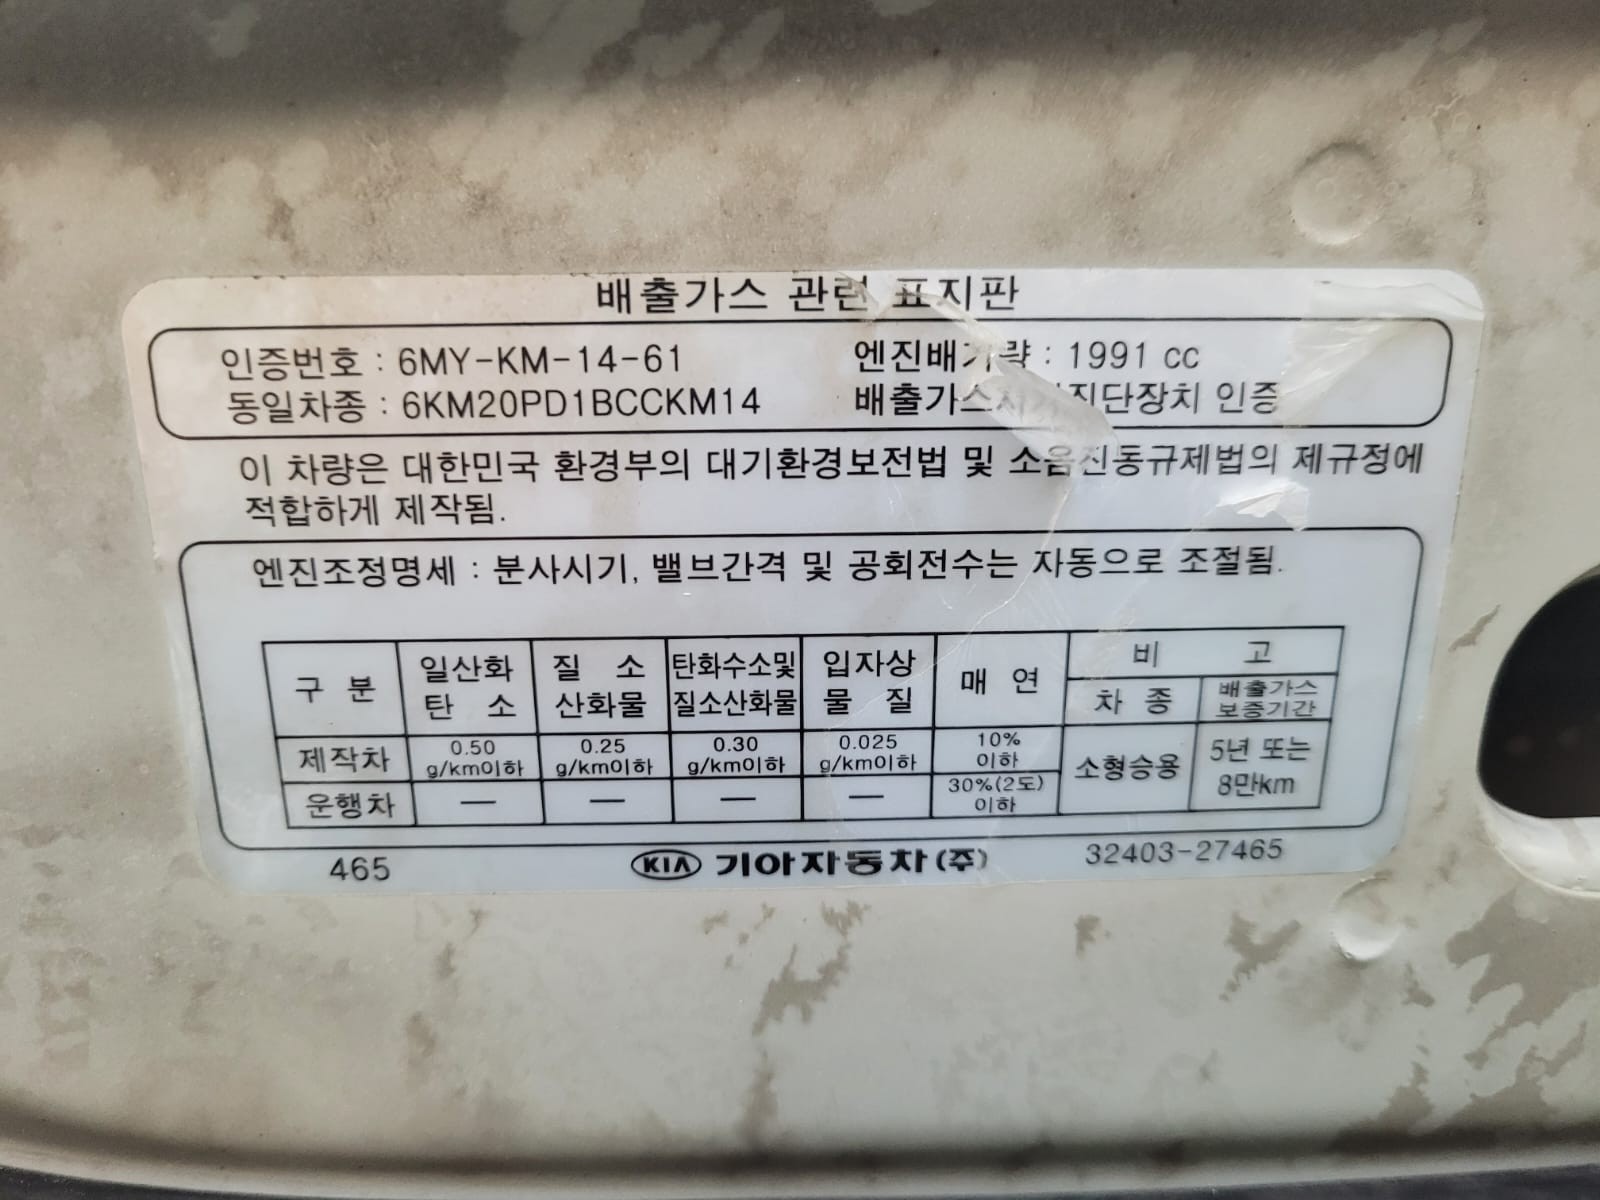 배출가스 관련 표지판
인증번호 : 6MY-KM-14-61 엔진배기량 : 1991 cc
동일차종 : 6KM20PD1BCCKM14 배출가스자기진단장치 인증
이 차량은 대한민국 환경부의 대기환경보전법 및 소음진동규제법의 제규정에
적합하게 제작됨.
엔진조정명세 : 분사시기, 밸브간격 및 공회전수는 자동으로 조절됨.
구 분 일산화 탄 소 질 소 산화물 탄화수소및 질소산화물 입자상 물 질 매 연 비 고
차 종 배출가스 보증기간
제작차 0.50 g/km이하 0.25 g/km이하 0.30 g/km이하 0.025 g/km이하 10% 이하 소형승용 5년 또는 8만km
운행차 — — — — 30%(2도) 이하
465 KIA 기아자동차(주) 32403-27465